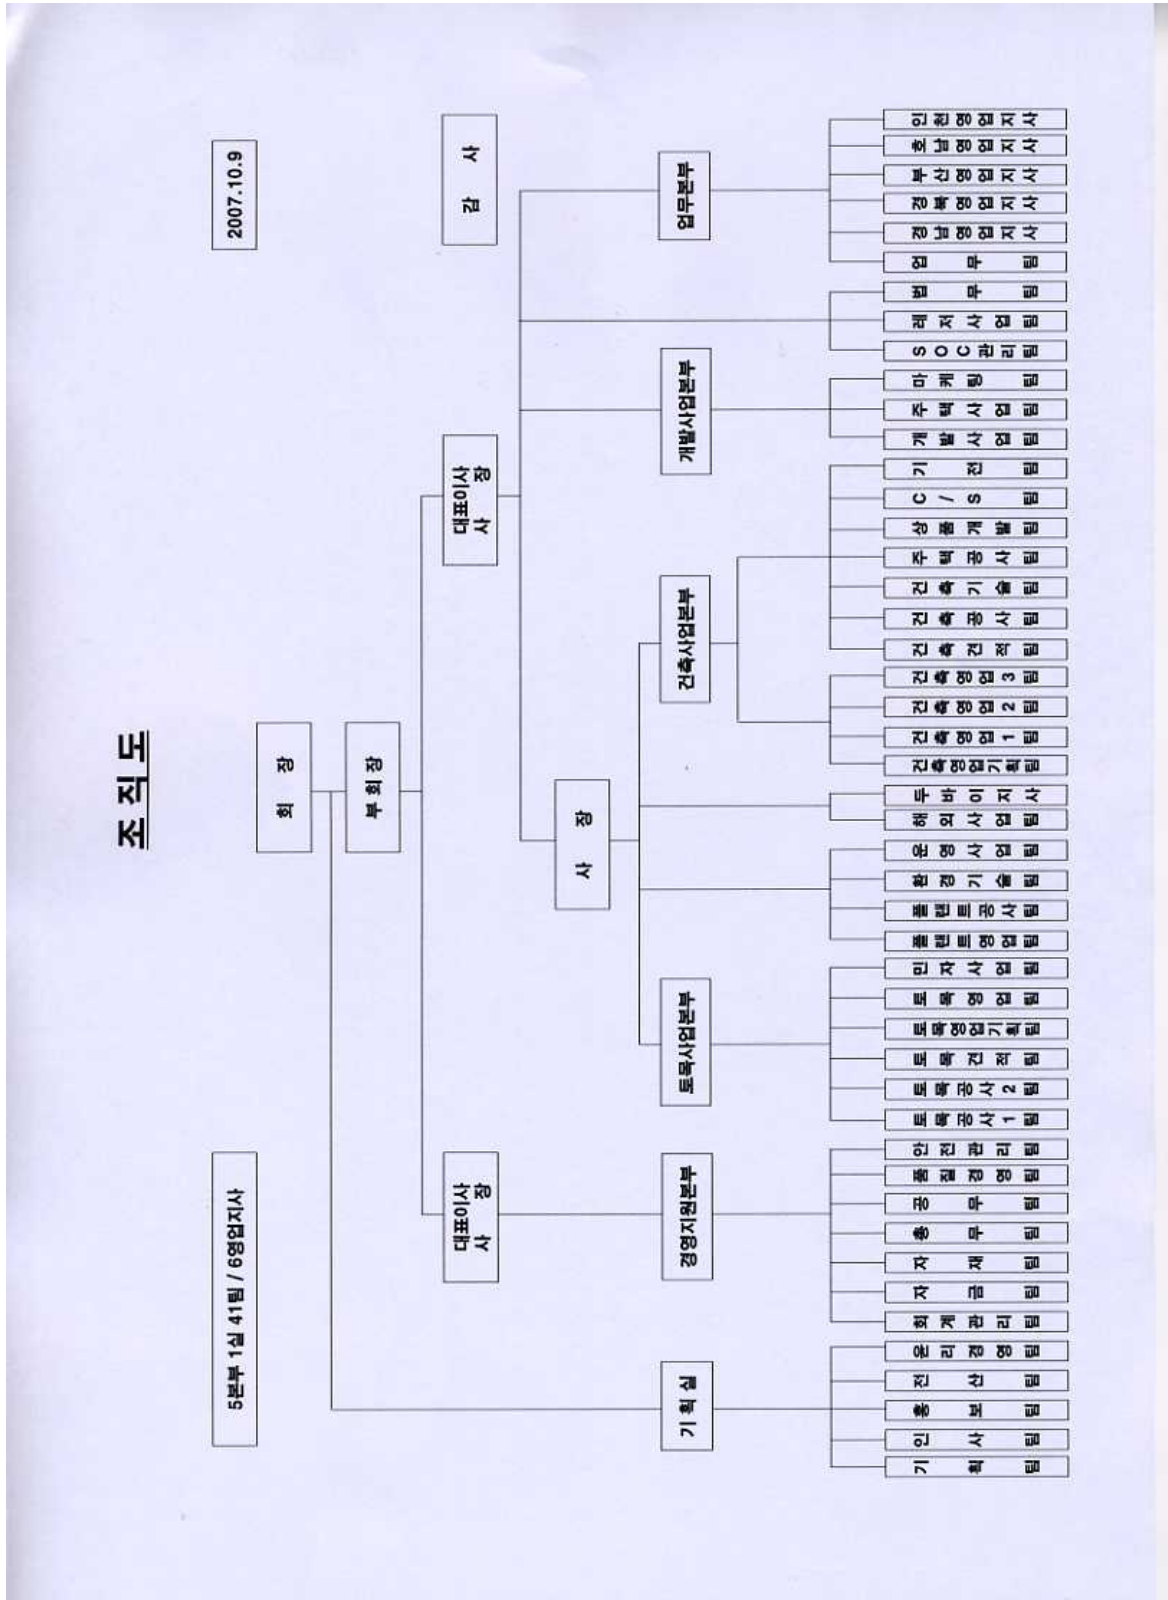 조직도
5본부 1실 41팀 / 6영업지사
2007.10.9
회 장
부회장
대표이사
사 장
대표이사
사 장
감 사
사 장
기획실
경영지원본부
토목사업본부
건축사업본부
개발사업본부
업무본부
기획팀
인사팀
홍보팀
전산팀
윤리경영팀
회계관리팀
자금팀
자재팀
총무팀
공무팀
품질경영팀
안전관리팀
토목공사1팀
토목공사2팀
토목견적팀
토목영업기획팀
토목영업팀
민자사업팀
플랜트영업팀
플랜트공사팀
환경기술팀
운영사업팀
해외사업팀
두바이지사
건축영업기획팀
건축영업1팀
건축영업2팀
건축영업3팀
건축견적팀
건축공사팀
건축기술팀
주택공사팀
상품개발팀
C/S팀
기전팀
개발사업팀
주택사업팀
마케팅팀
SOC관리팀
레저사업팀
법무팀
업무팀
경남영업지사
경북영업지사
부산영업지사
호남영업지사
인천영업지사